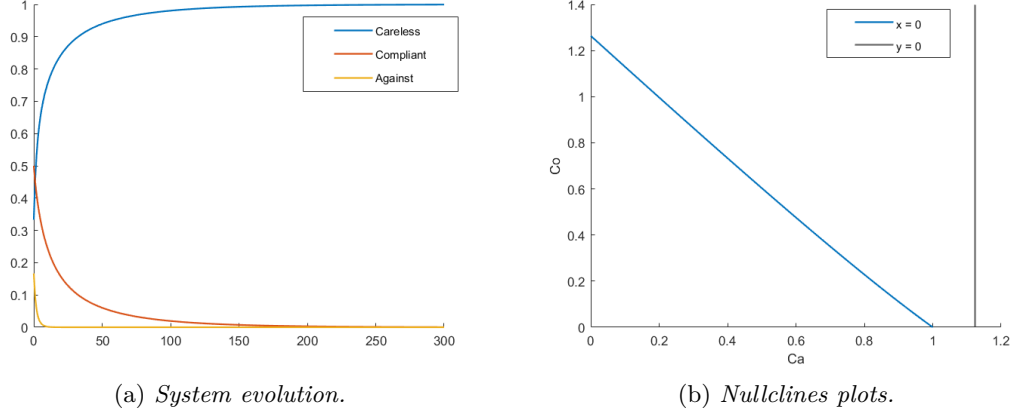 1
0.9
0.8
0.7
0.6
0.5
0.4
0.3
0.2
0.1
0
0 50 100 150 200 250 300
Careless
Compliant
Against
(a) System evolution.
1.4
1.2
1
0.8
0.6
0.4
0.2
0
Co
0 0.2 0.4 0.6 0.8 1 1.2
Ca
x = 0
y = 0
(b) Nullclines plots.